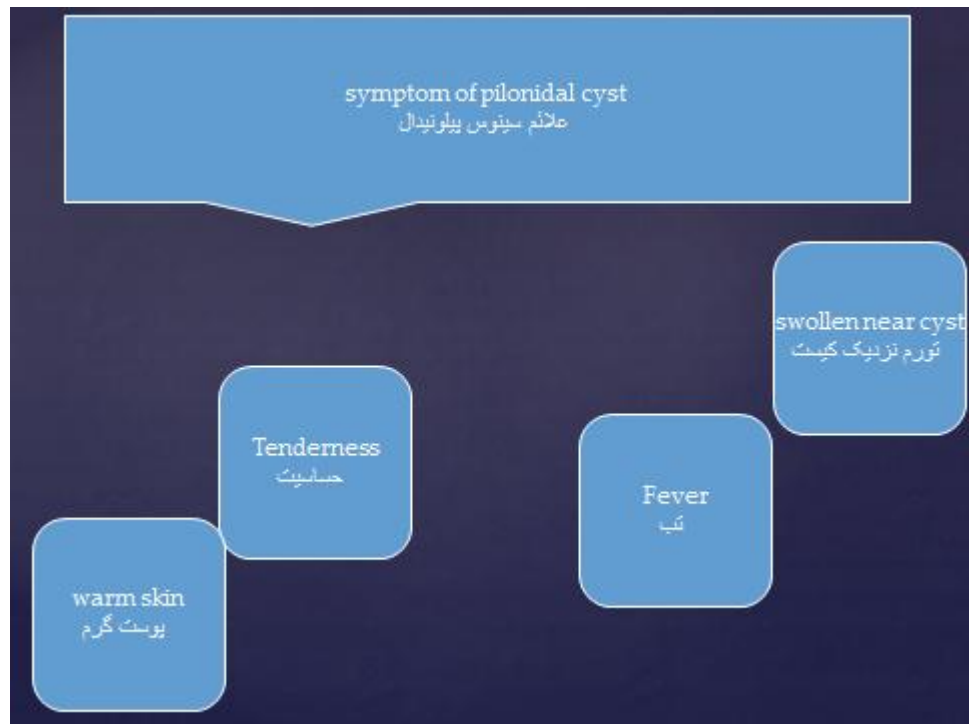 symptom of pilonidal cyst
علائم سینوس پیلونیدال
swollen near cyst
تورم نزدیک کیست
Tenderness
حساسیت
Fever
تب
warm skin
پوست گرم